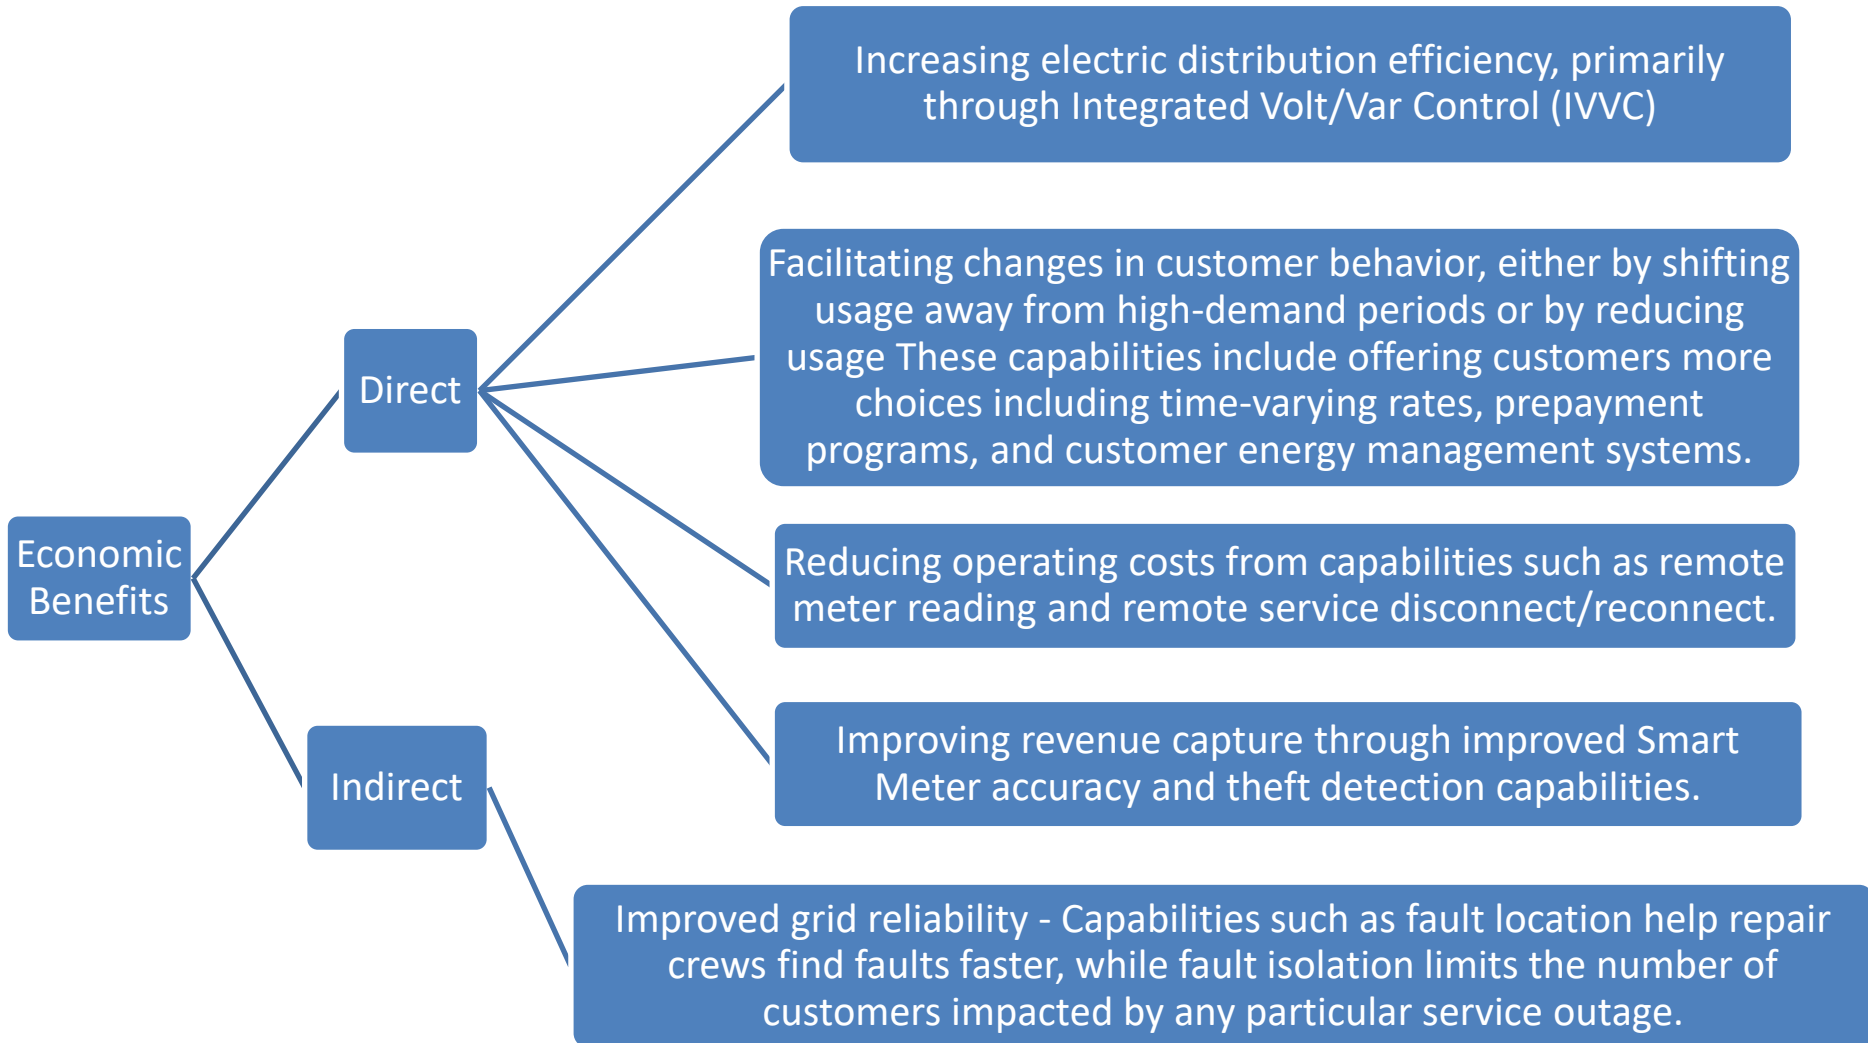 Increasing electric distribution efficiency, primarily
through Integrated Volt/Var Control (IVVC)
Facilitating changes in customer behavior, either by shifting
usage away from high-demand periods or by reducing
usage These capabilities include offering customers more
choices including time-varying rates, prepayment
programs, and customer energy management systems.
Direct
Economic
Benefits
Reducing operating costs from capabilities such as remote
meter reading and remote service disconnect/reconnect.
Improving revenue capture through improved Smart
Meter accuracy and theft detection capabilities.
Indirect
Improved grid reliability - Capabilities such as fault location help repair
crews find faults faster, while fault isolation limits the number of
customers impacted by any particular service outage.